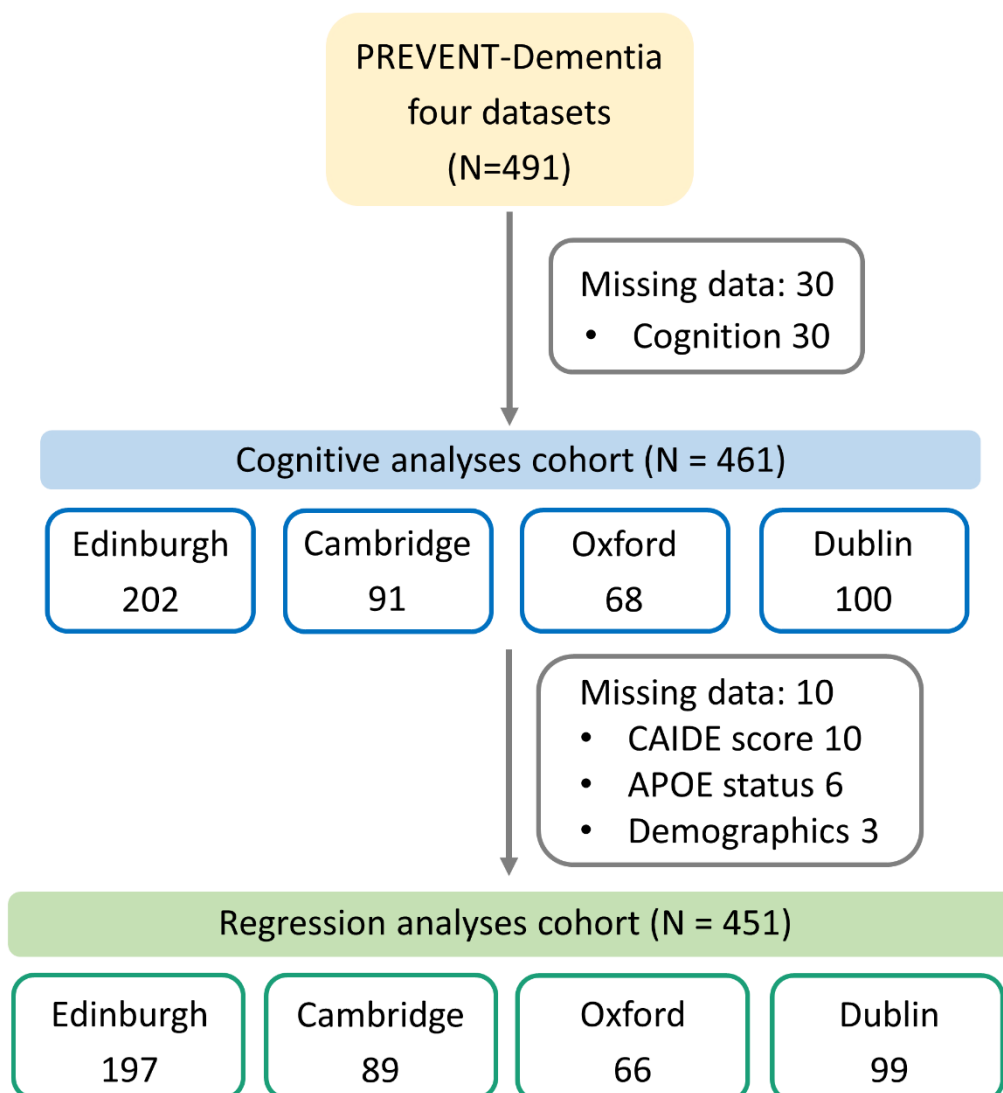 PREVENT-Dementia
four datasets
(N=491)
Missing data: 30
• Cognition 30
Cognitive analyses cohort (N = 461)
Edinburgh
202
Cambridge
91
Oxford
68
Dublin
100
Missing data: 10
• CAIDE score 10
• APOE status 6
• Demographics 3
Regression analyses cohort (N = 451)
Edinburgh
197
Cambridge
89
Oxford
66
Dublin
99